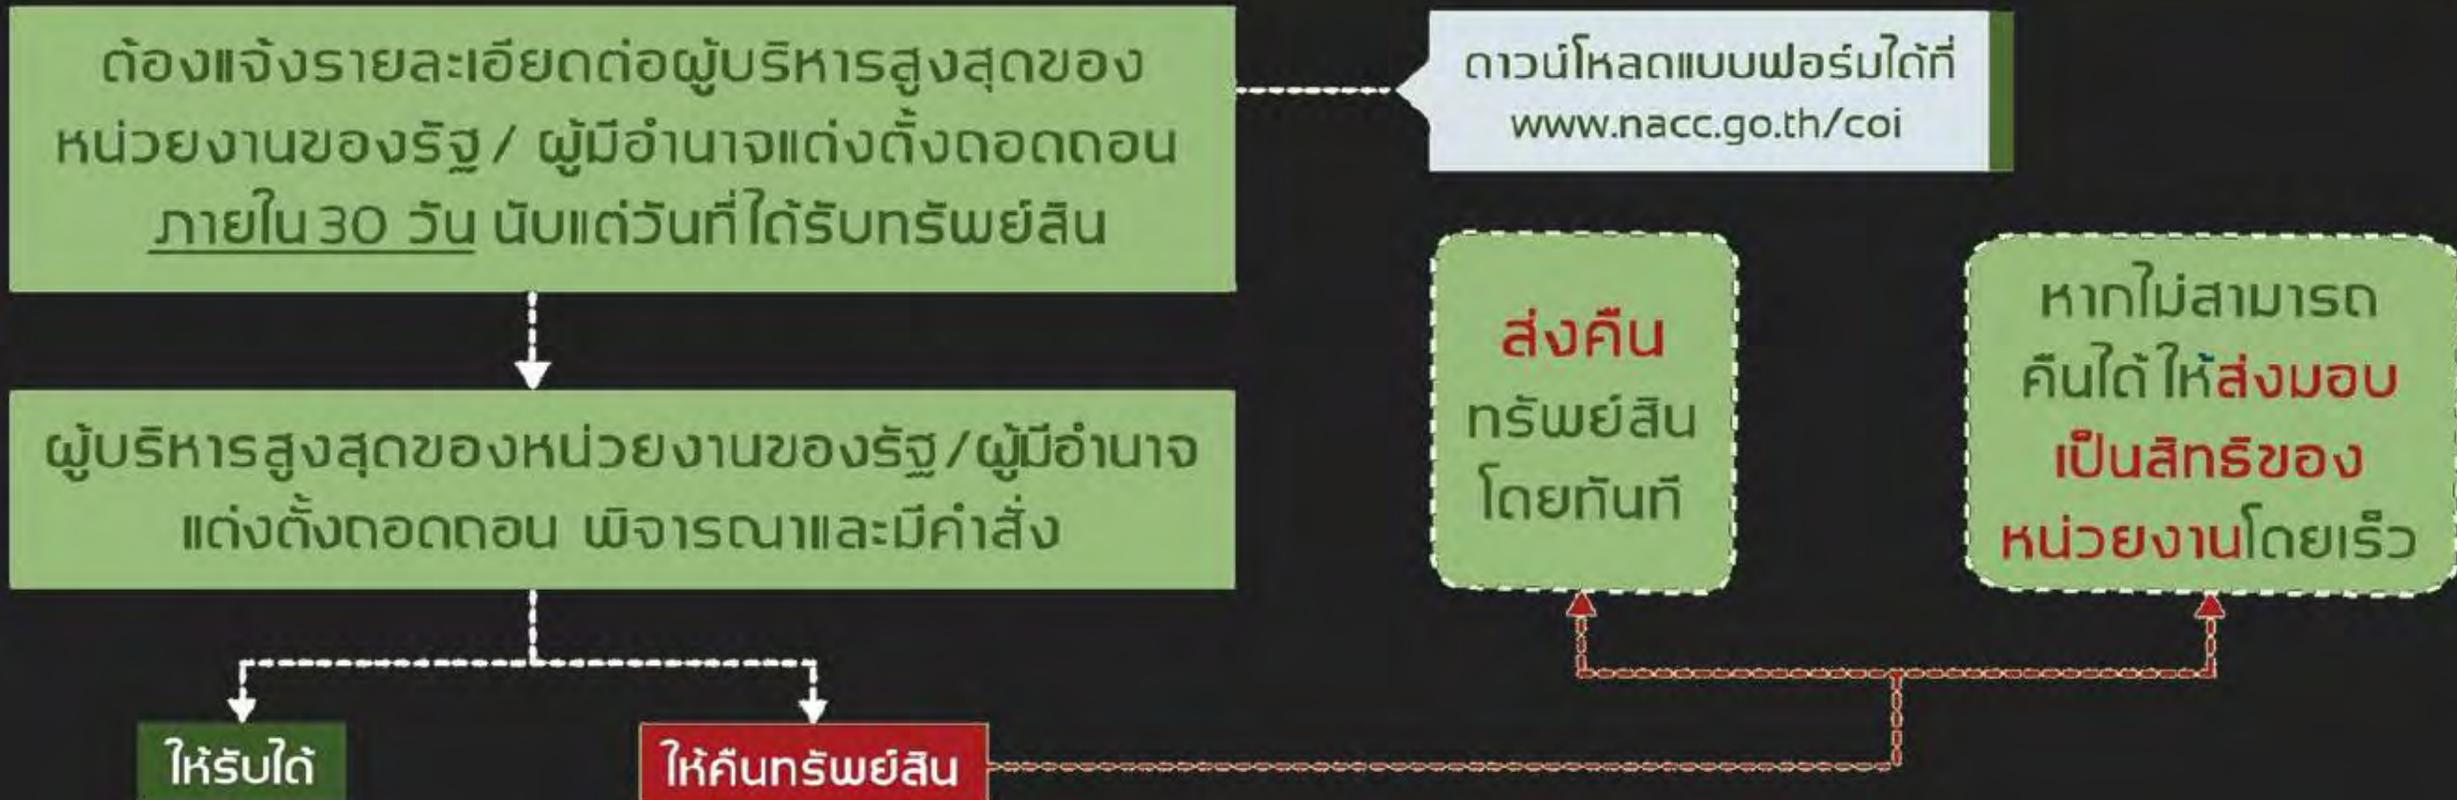 ต้องแจ้งรายละเอียดต่อผู้บริหารสูงสุดของ
หน่วยงานของรัฐ / ผู้มีอำนาจแต่งตั้งถอดถอน
ภายใน 30 วัน นับแต่วันที่ได้รับทรัพย์สิน
ดาวน์โหลดแบบฟอร์มได้ที่
www.nacc.go.th/coi
ผู้บริหารสูงสุดของหน่วยงานของรัฐ/ผู้มีอำนาจ
แต่งตั้งถอดถอน พิจารณาและมีคำสั่ง
ส่งคืน
ทรัพย์สิน
โดยทันที
หากไม่สามารถ
คืนได้ ให้ส่งมอบ
เป็นสิทธิของ
หน่วยงานโดยเร็ว
ให้รับได้
ให้คืนทรัพย์สิน